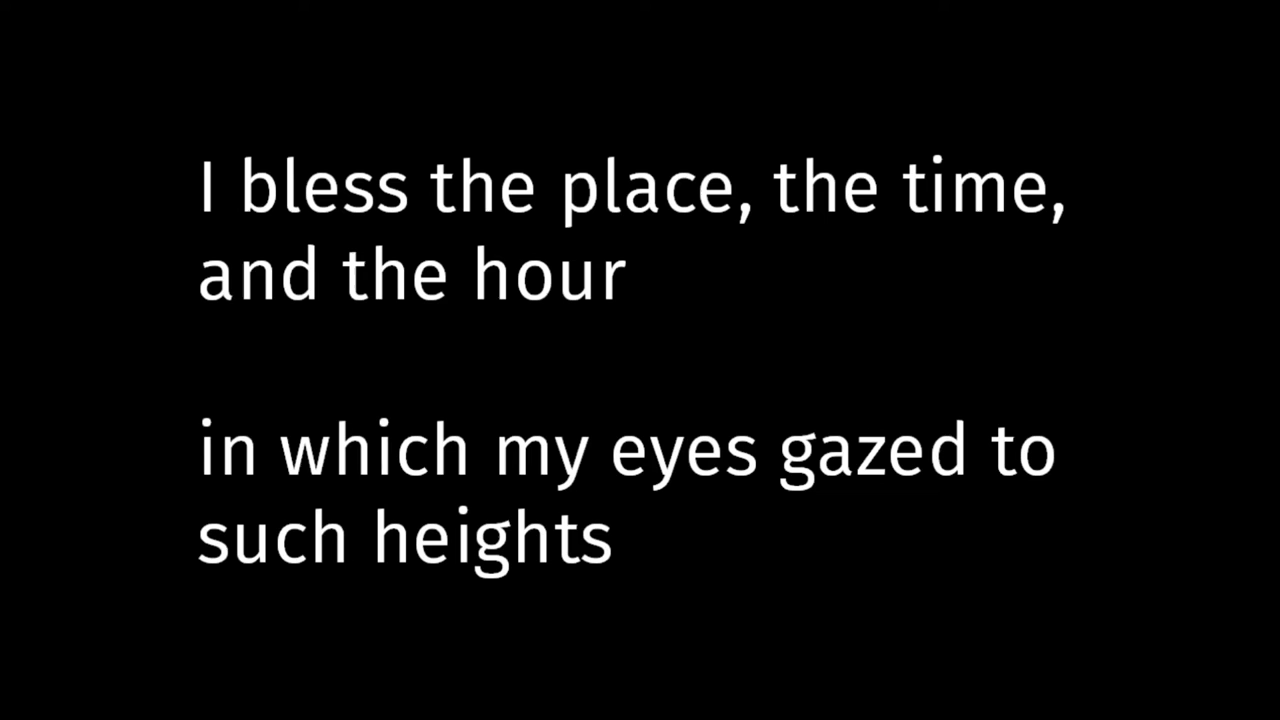 I bless the place, the time,
and the hour
in which my eyes gazed to
such heights